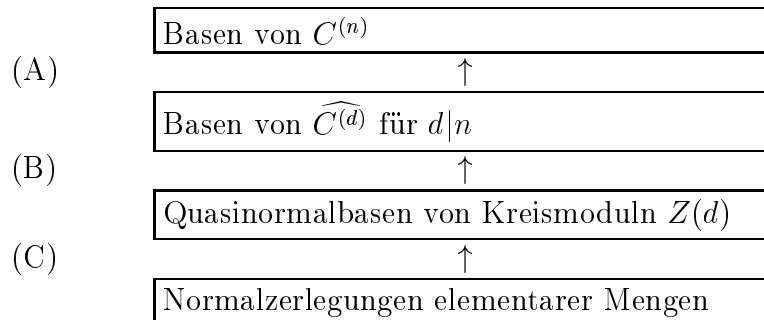 Basen von $C^{(n)}$
(A) ↑
Basen von $\widehat{C^{(d)}}$ für $d|n$
(B) ↑
Quasinormalbasen von Kreismoduln $Z(d)$
(C) ↑
Normalzerlegungen elementarer Mengen